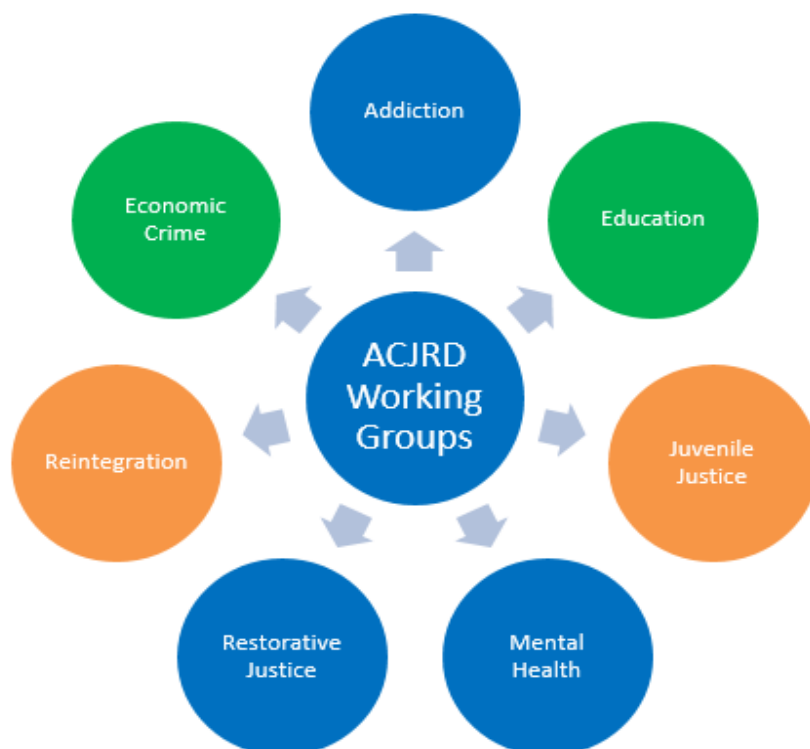 Addiction
Economic
Crime
Education
ACJRD
Working
Groups
Reintegration
Juvenile
Justice
Restorative
Justice
Mental
Health